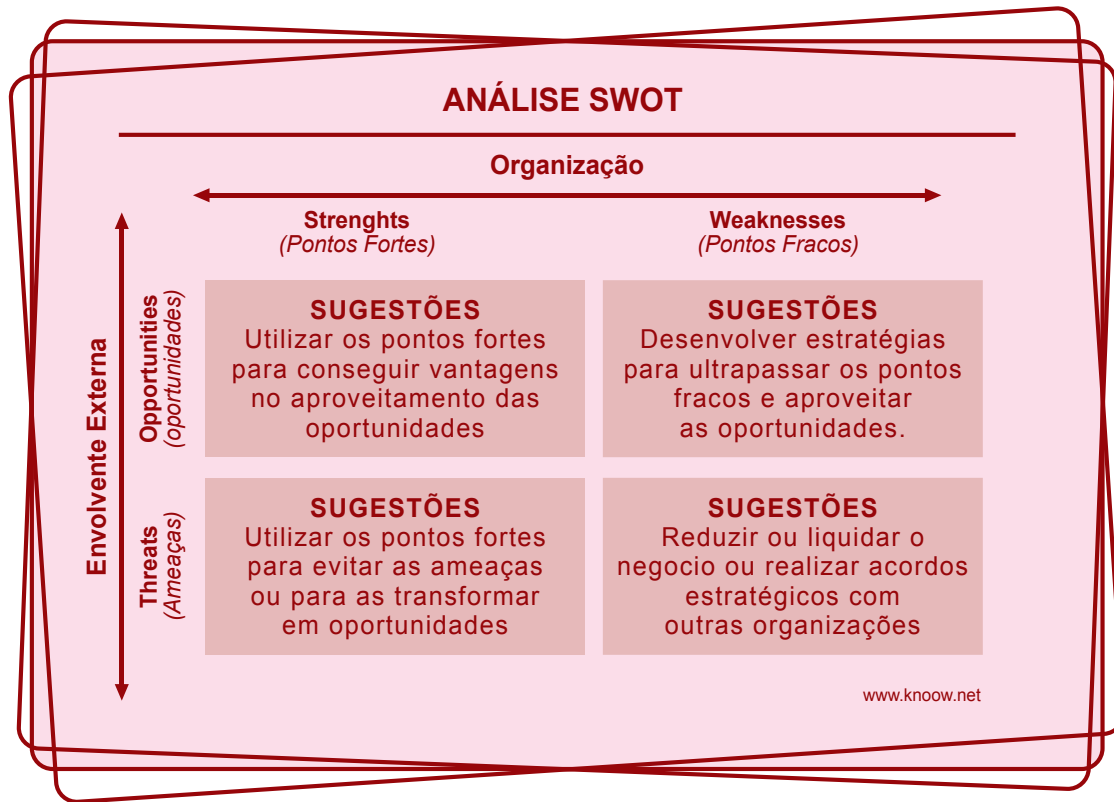 ANÁLISE SWOT
Organização
Strenghts
(Pontos Fortes)
Weaknesses
(Pontos Fracos)
Envolvente Externa
Opportunities
(oportunidades)
SUGESTÕES
Utilizar os pontos fortes
para conseguir vantagens
no aproveitamento das
oportunidades
SUGESTÕES
Desenvolver estratégias
para ultrapassar os pontos
fracos e aproveitar
as oportunidades.
Threats
(Ameaças)
SUGESTÕES
Utilizar os pontos fortes
para evitar as ameaças
ou para as transformar
em oportunidades
SUGESTÕES
Reduzir ou liquidar o
negocio ou realizar acordos
estratégicos com
outras organizações
www.knoow.net